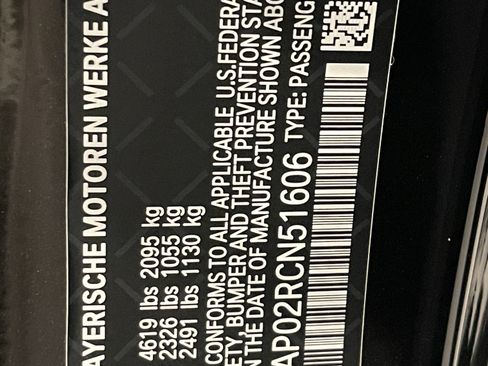 AYERISCHE MOTOREN WERKE A
4619 lbs 2095 kg
2326 lbs 1055 kg
2491 lbs 1130 kg
CONFORMS TO ALL APPLICABLE U.S.FEDERA
ETY, BUMPER AND THEFT PREVENTION STA
N THE DATE OF MANUFACTURE SHOWN ABO
AP02RCN51606 TYPE: PASSENG